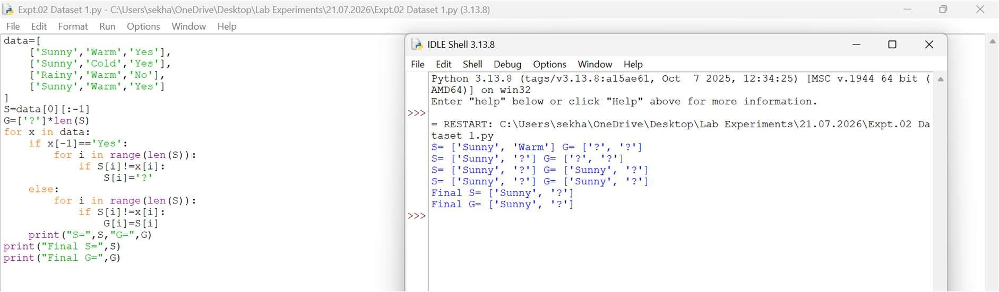 Expt.02 Dataset 1.py - C:\Users\sekha\OneDrive\Desktop\Lab Experiments\21.07.2026\Expt.02 Dataset 1.py (3.13.8)
File Edit Format Run Options Window Help
data=[
    ['Sunny','Warm','Yes'],
    ['Sunny','Cold','Yes'],
    ['Rainy','Warm','No'],
    ['Sunny','Warm','Yes']
]
S=data[0][:-1]
G=['?']*len(S)
for x in data:
    if x[-1]=='Yes':
        for i in range(len(S)):
            if S[i]!=x[i]:
                S[i]='?'
    else:
        for i in range(len(S)):
            if S[i]!=x[i]:
                G[i]=S[i]
    print("S=",S,"G=",G)
print("Final S=",S)
print("Final G=",G)
IDLE Shell 3.13.8
File Edit Shell Debug Options Window Help
Python 3.13.8 (tags/v3.13.8:a15ae61, Oct  7 2025, 12:34:25) [MSC v.1944 64 bit (
AMD64)] on win32
Enter "help" below or click "Help" above for more information.
>>>
= RESTART: C:\Users\sekha\OneDrive\Desktop\Lab Experiments\21.07.2026\Expt.02 Da
taset 1.py
S= ['Sunny', 'Warm'] G= ['?', '?']
S= ['Sunny', '?'] G= ['?', '?']
S= ['Sunny', '?'] G= ['Sunny', '?']
S= ['Sunny', '?'] G= ['Sunny', '?']
Final S= ['Sunny', '?']
Final G= ['Sunny', '?']
>>>